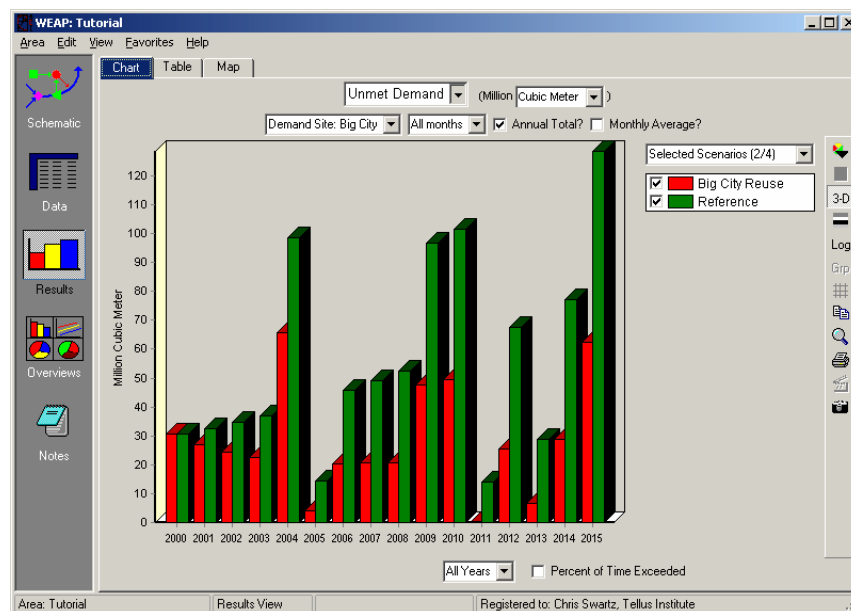 WEAP: Tutorial
Area Edit View Favorites Help
Chart Table Map
Unmet Demand (Million Cubic Meter )
Demand Site: Big City All months Annual Total? Monthly Average?
Selected Scenarios (2/4)
Big City Reuse
Reference
Schematic
Data
Results
Overviews
Notes
3-D
Log
Grp
Million Cubic Meter
120
110
100
90
80
70
60
50
40
30
20
10
0
2000 2001 2002 2003 2004 2005 2006 2007 2008 2009 2010 2011 2012 2013 2014 2015
All Years Percent of Time Exceeded
Area: Tutorial Results View Registered to: Chris Swartz, Tellus Institute